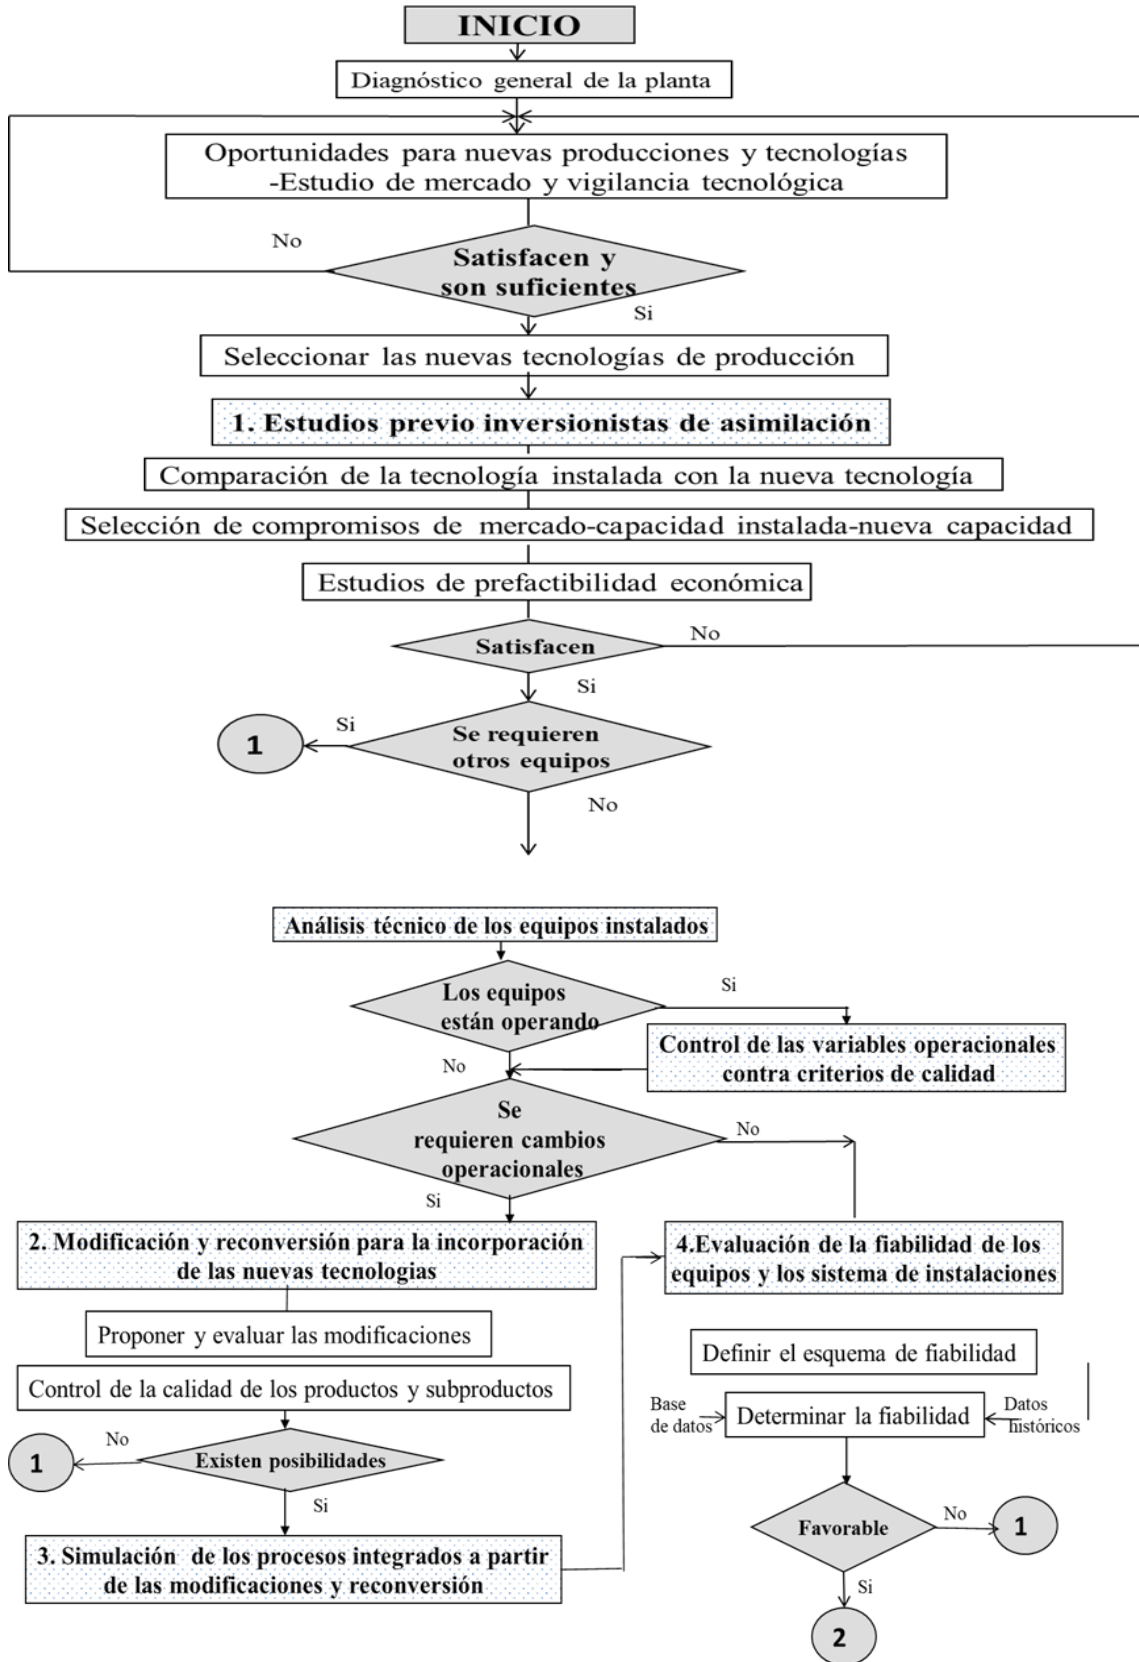 INICIO
Diagnóstico general de la planta
Oportunidades para nuevas producciones y tecnologías
-Estudio de mercado y vigilancia tecnológica
No
Satisfacen y
son suficientes
Si
Seleccionar las nuevas tecnologías de producción
1. Estudios previo inversionistas de asimilación
Comparación de la tecnología instalada con la nueva tecnología
Selección de compromisos de mercado-capacidad instalada-nueva capacidad
Estudios de prefactibilidad económica
Satisfacen
No
Si
Se requieren
otros equipos
Si
1
No
Análisis técnico de los equipos instalados
Los equipos
están operando
Si
Control de las variables operacionales
contra criterios de calidad
No
Se
requieren cambios
operacionales
No
Si
2. Modificación y reconversión para la incorporación
de las nuevas tecnologias
Proponer y evaluar las modificaciones
Control de la calidad de los productos y subproductos
Existen posibilidades
No
1
Si
3. Simulación de los procesos integrados a partir
de las modificaciones y reconversión
4.Evaluación de la fiabilidad de los
equipos y los sistema de instalaciones
Definir el esquema de fiabilidad
Base
de datos
Determinar la fiabilidad
Datos
históricos
Favorable
No
1
Si
2